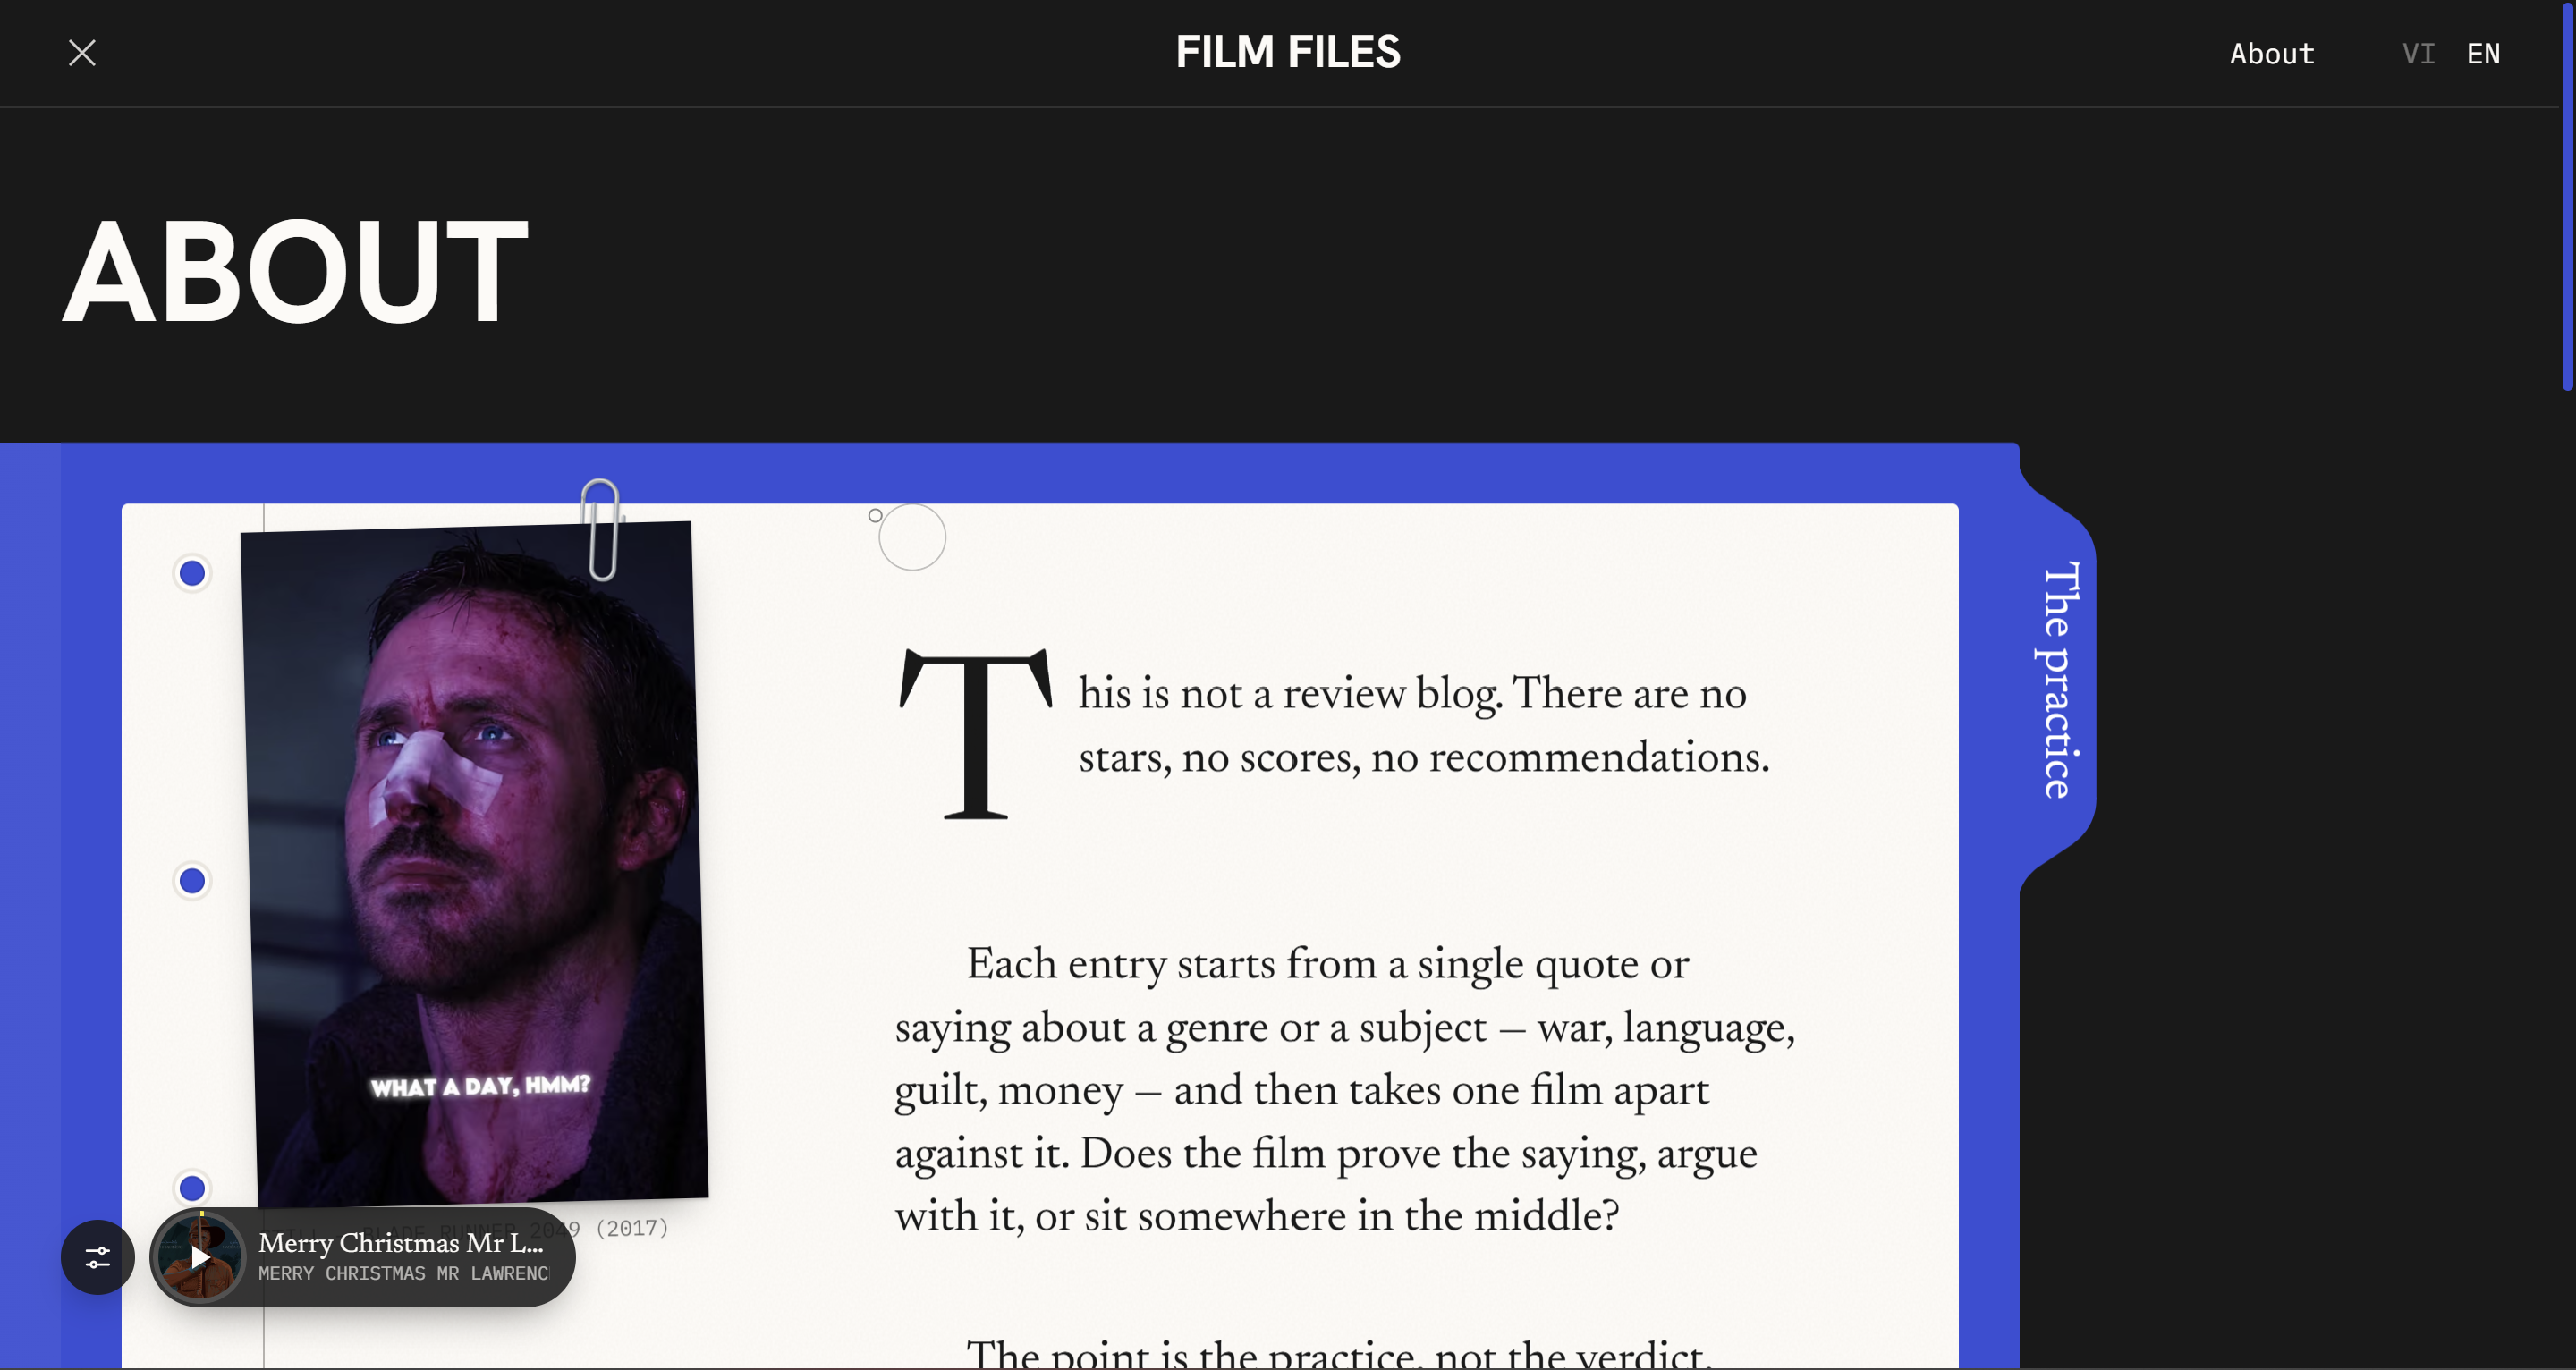 FILM FILES
About
VI
EN
ABOUT
The practice
This is not a review blog. There are no
stars, no scores, no recommendations.
Each entry starts from a single quote or
saying about a genre or a subject – war, language,
guilt, money – and then takes one film apart
against it. Does the film prove the saying, argue
with it, or sit somewhere in the middle?
WHAT A DAY, HMM?
STILL — BLADE RUNNER 2049 (2017)
Merry Christmas Mr L...
MERRY CHRISTMAS MR LAWRENC
The point is the practice, not the verdict.